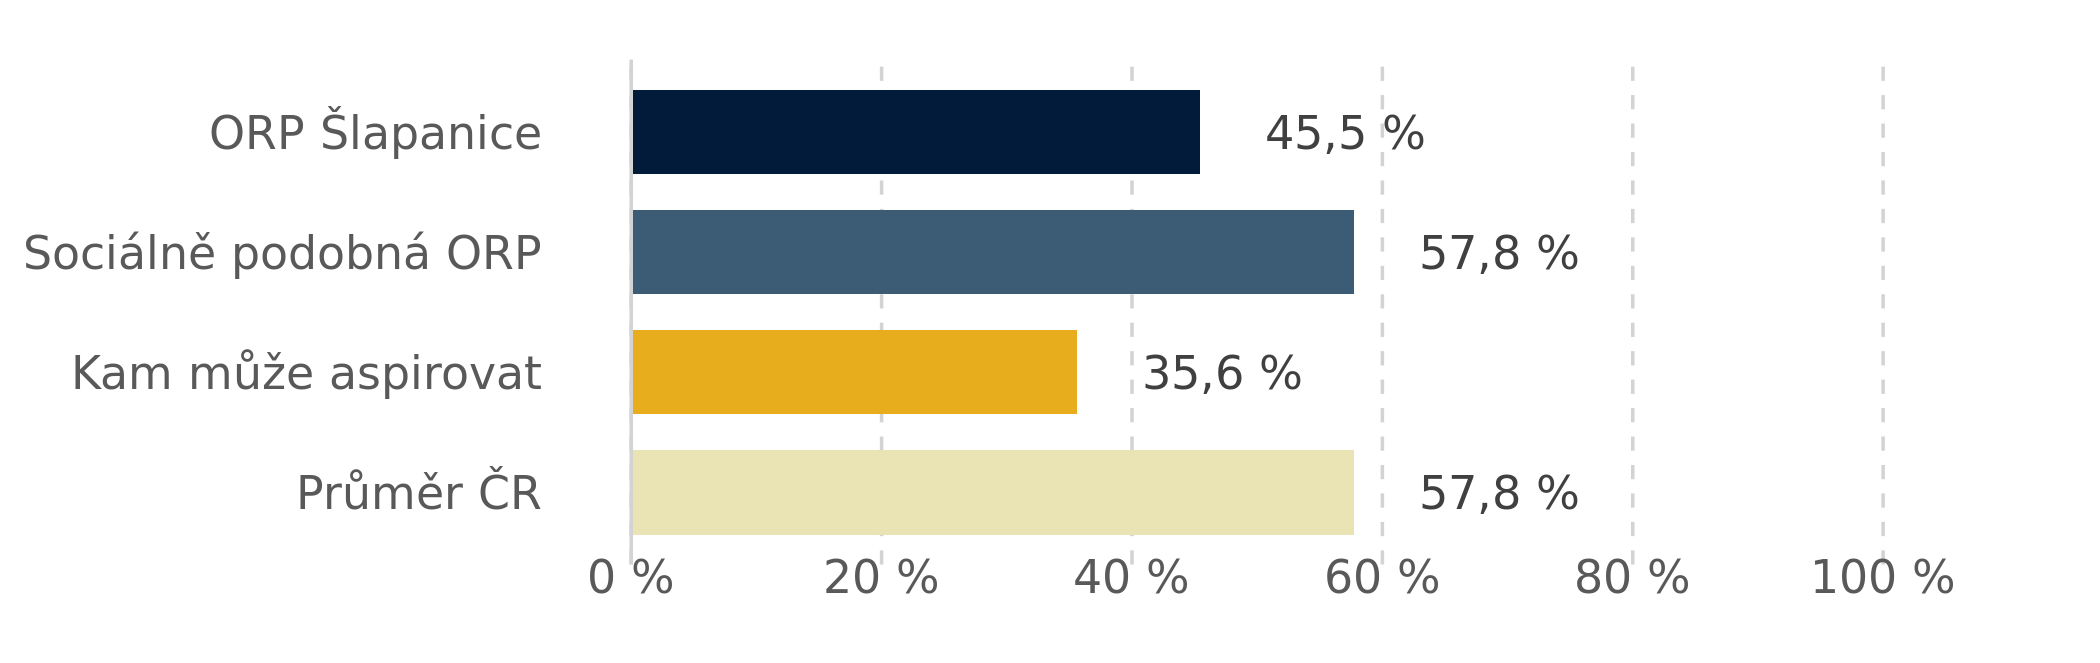 ORP Šlapanice
45,5 %
Sociálně podobná ORP
57,8 %
Kam může aspirovat
35,6 %
Průměr ČR
57,8 %
0 % 20 % 40 % 60 % 80 % 100 %